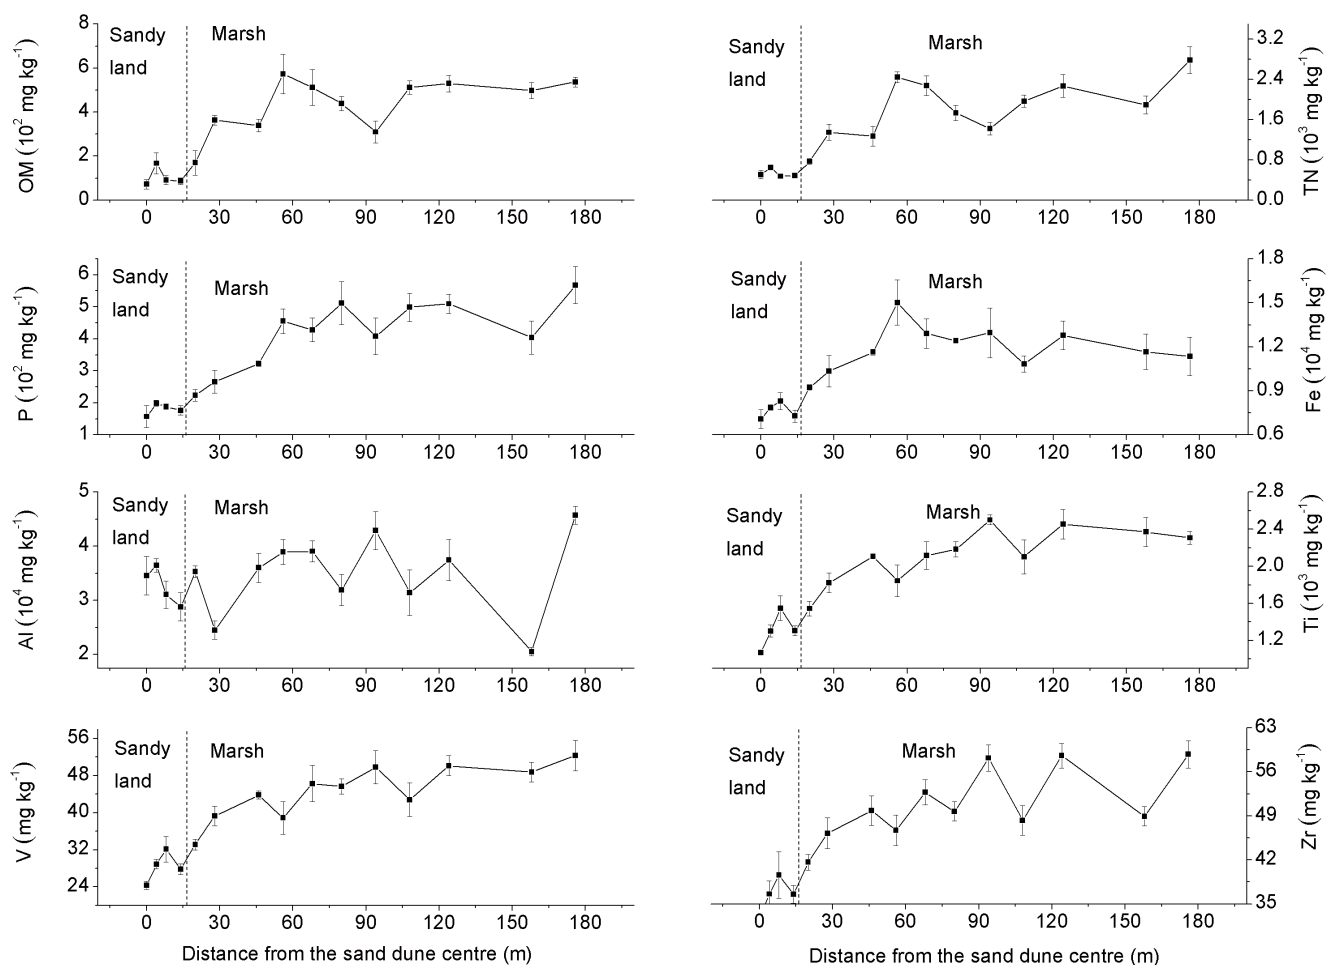 8
6
4
2
0
OM (10² mg kg⁻¹)
Sandy
land
Marsh
0 30 60 90 120 150 180
3.2
2.4
1.6
0.8
0.0
TN (10³ mg kg⁻¹)
Sandy
land
Marsh
0 30 60 90 120 150 180
6
5
4
3
2
1
P (10² mg kg⁻¹)
Sandy
land
Marsh
0 30 60 90 120 150 180
1.8
1.5
1.2
0.9
0.6
Fe (10⁴ mg kg⁻¹)
Sandy
land
Marsh
0 30 60 90 120 150 180
5
4
3
2
Al (10⁴ mg kg⁻¹)
Sandy
land
Marsh
0 30 60 90 120 150 180
2.8
2.4
2.0
1.6
1.2
Ti (10³ mg kg⁻¹)
Sandy
land
Marsh
0 30 60 90 120 150 180
56
48
40
32
24
V (mg kg⁻¹)
Sandy
land
Marsh
0 30 60 90 120 150 180
Distance from the sand dune centre (m)
63
56
49
42
35
Zr (mg kg⁻¹)
Sandy
land
Marsh
0 30 60 90 120 150 180
Distance from the sand dune centre (m)